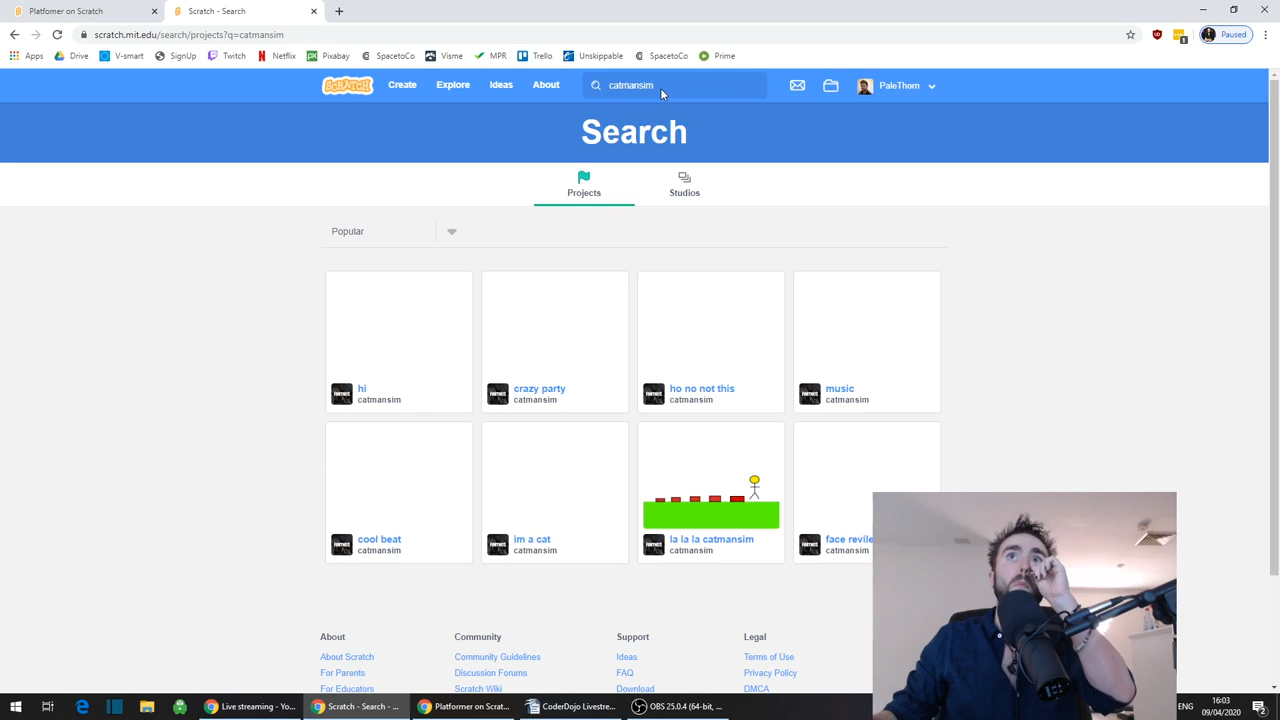 Platfomer on Scratch
Scratch - Search
scratch.mit.edu/search/projects?q=catmansim
Paused
Apps
Drive
V-smart
SignUp
Twitch
Netflix
Pixabay
SpacetoCo
Visme
MPR
Trello
Unskippable
SpacetoCo
Prime
SCRATCH
Create
Explore
Ideas
About
catmansim
PaleThorn
Search
Projects
Studios
Popular
hi
catmansim
crazy party
catmansim
ho no not this
catmansim
music
catmansim
cool beat
catmansim
im a cat
catmansim
la la la catmansim
catmansim
face revile
catmansim
About
Community
Support
Legal
About Scratch
Community Guidelines
Ideas
Terms of Use
For Parents
Discussion Forums
FAQ
Privacy Policy
For Educators
Scratch Wiki
Download
DMCA
Live streaming - Yo...
Scratch - Search - ...
Platfomer on Scrat...
CoderDojo Livestre...
OBS 25.0.4 (64-bit, ...
ENG
16:03
09/04/2020
2